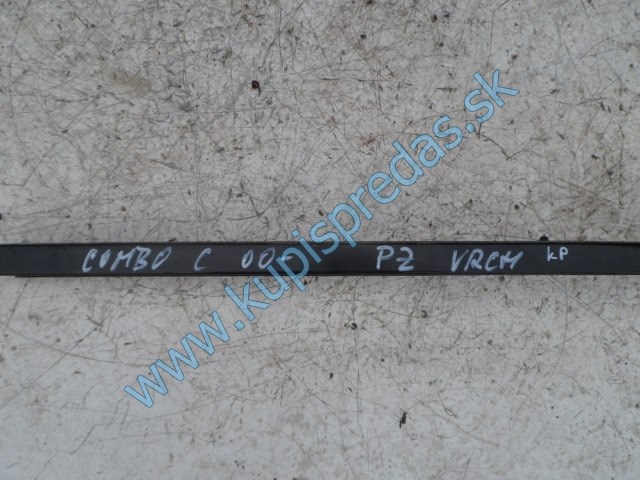 COMBO C 00- PZ VRCH KP
www.kupispredas.sk